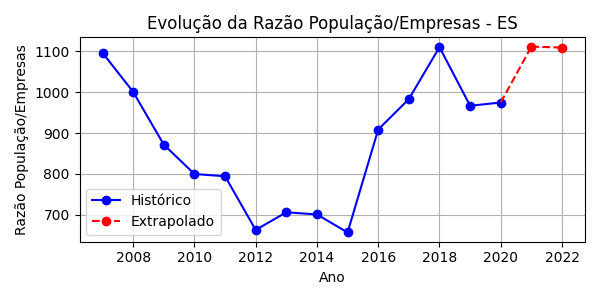 Evolução da Razão População/Empresas - ES
Razão População/Empresas
1100
1000
900
800
700
Histórico
Extrapolado
2008 2010 2012 2014 2016 2018 2020 2022
Ano